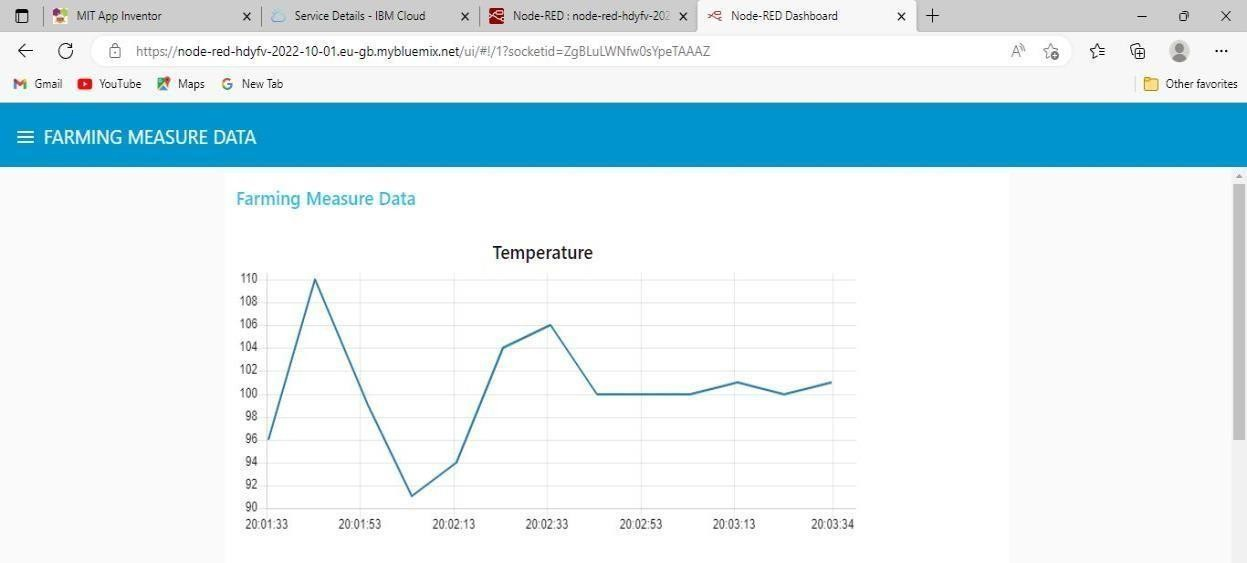 MIT App Inventor
Service Details - IBM Cloud
Node-RED : node-red-hdyfv-202
Node-RED Dashboard
https://node-red-hdyfv-2022-10-01.eu-gb.mybluemix.net/ui/#!/1?socketid=ZgBLuLWNfw0sYpeTAAAZ
Gmail YouTube Maps New Tab Other favorites
FARMING MEASURE DATA
Farming Measure Data
Temperature
110
108
106
104
102
100
98
96
94
92
90
20:01:33 20:01:53 20:02:13 20:02:33 20:02:53 20:03:13 20:03:34